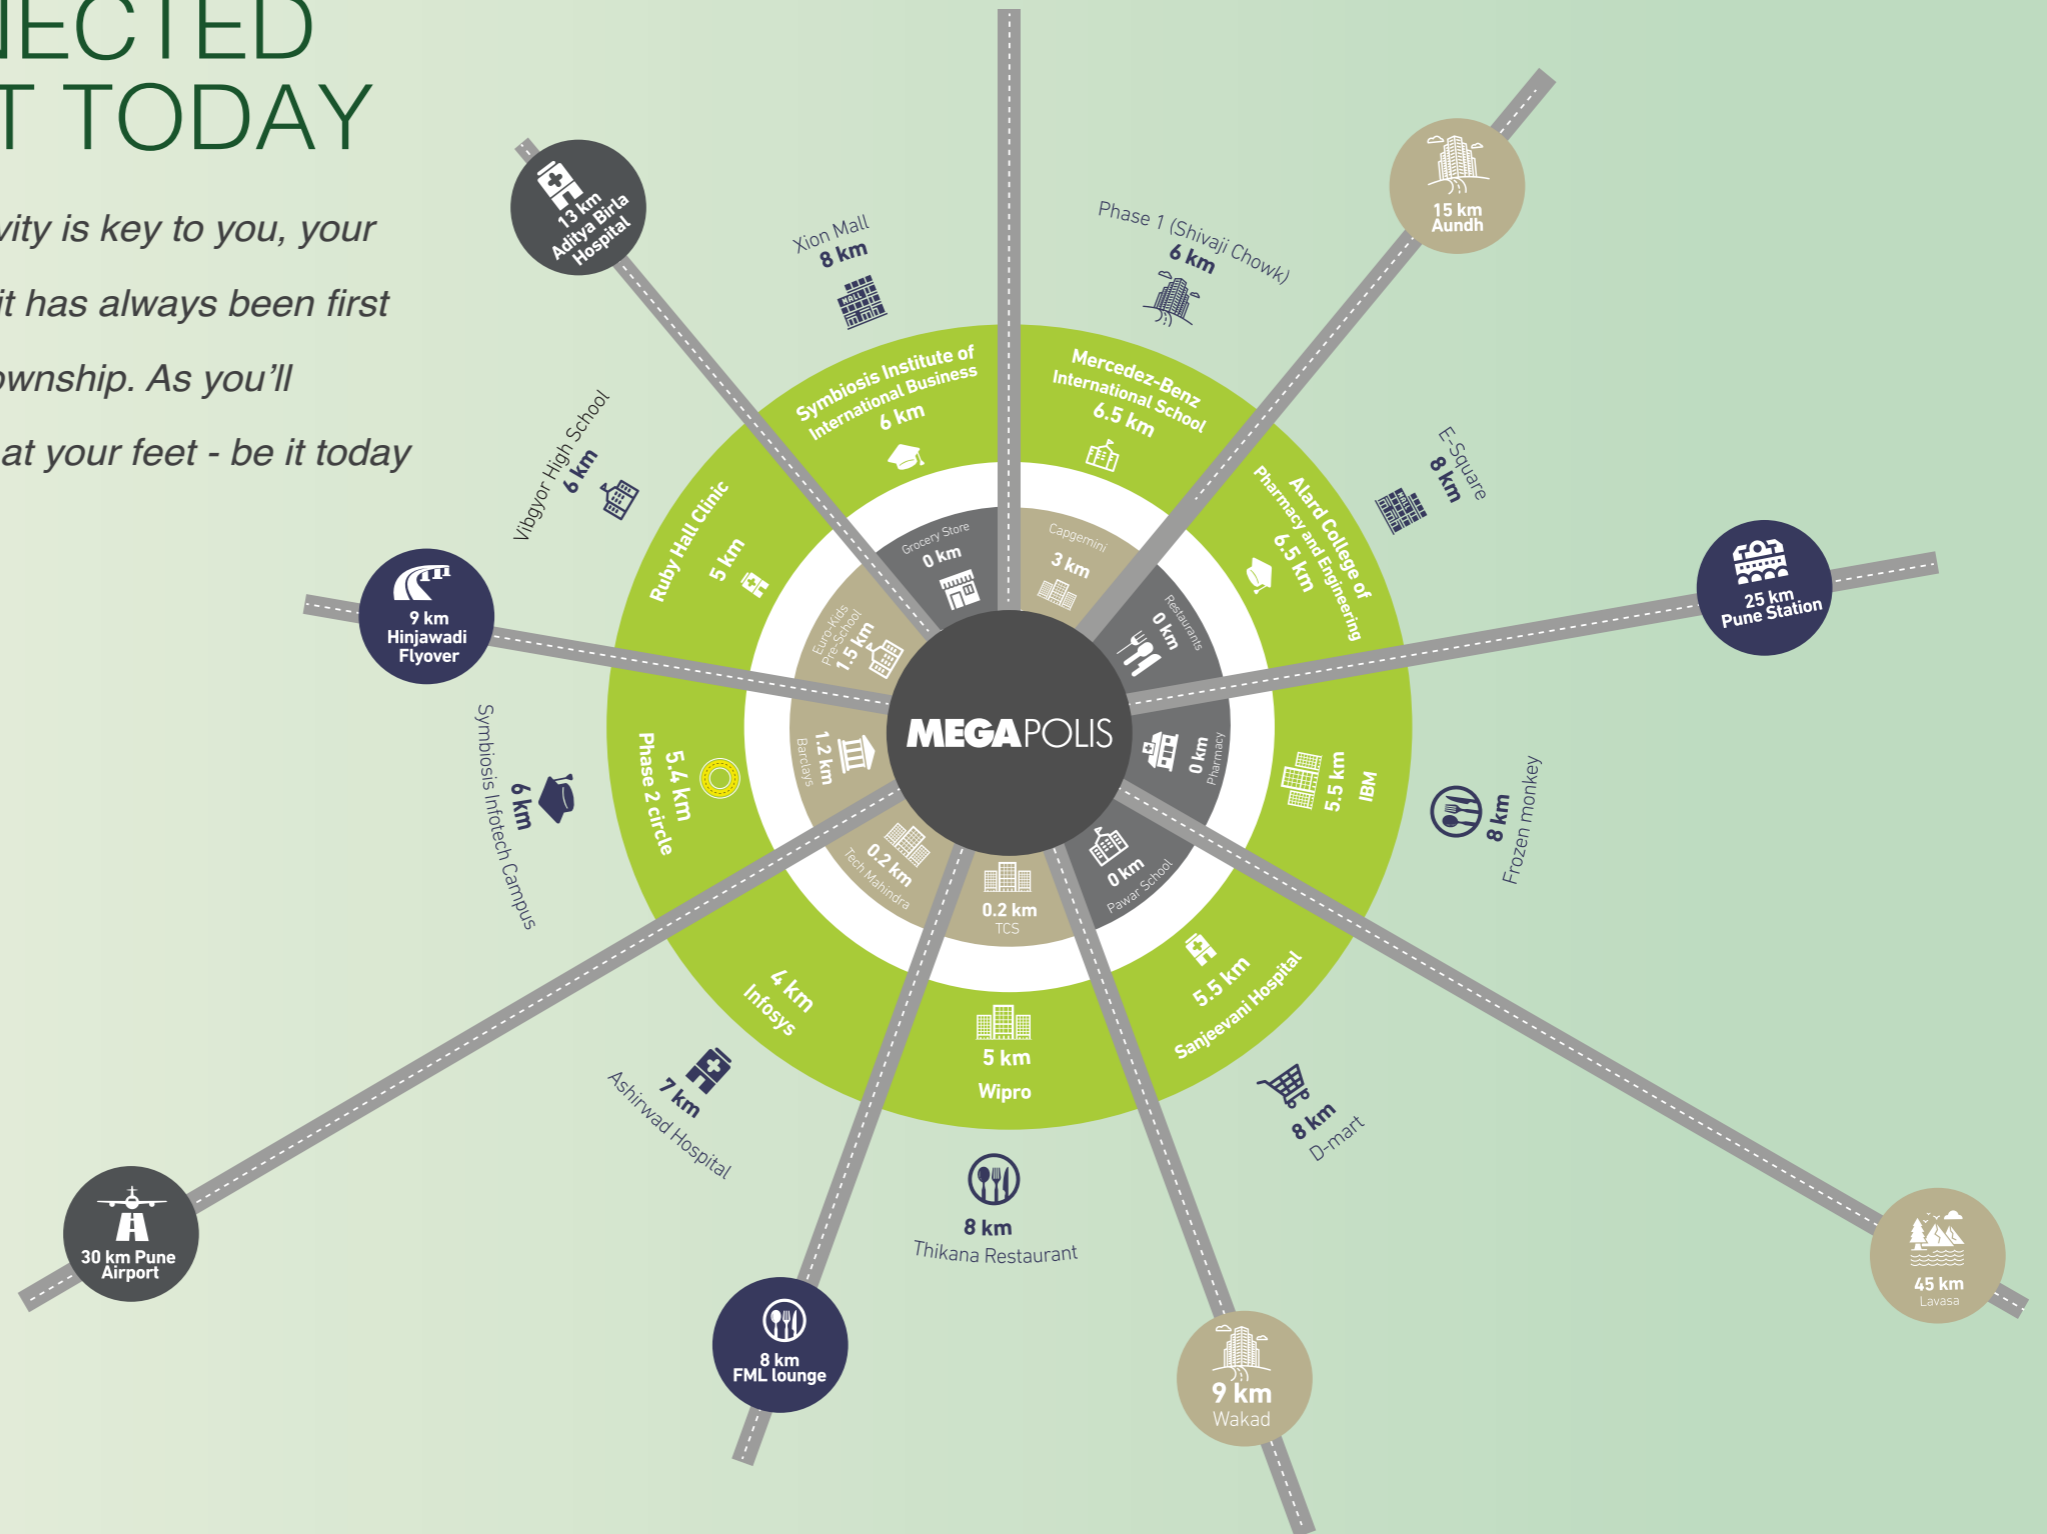 NECTED
T TODAY
vity is key to you, your
it has always been first
ownship. As you'll
at your feet - be it today
13 km
Aditya Birla
Hospital
Xion Mall
8 km
MALL
Phase 1 (Shivaji Chowk)
6 km
15 km
Aundh
Vibgyor High School
6 km
E-Square
8 km
MALL
9 km
Hinjawadi
Flyover
25 km
Pune Station
Symbiosis Infotech Campus
6 km
8 km
Frozen monkey
7 km
Ashirwad Hospital
8 km
Thikana Restaurant
8 km
D-mart
30 km Pune
Airport
8 km
FML lounge
9 km
Wakad
45 km
Lavasa
Symbiosis Institute of
International Business
6 km
Mercedez-Benz
International School
6.5 km
Alard College of
Pharmacy and Engineering
6.5 km
IBM
5.5 km
5.5 km
Sanjeevani Hospital
5 km
Wipro
4 km
Infosys
5.4 km
Phase 2 circle
Ruby Hall Clinic
5 km
Grocery Store
0 km
Capgemini
3 km
Restaurants
0 km
Pharmacy
0 km
0 km
Pawar School
0.2 km
TCS
0.2 km
Tech Mahindra
1.2 km
Barclays
Euro-Kids
Pre-School
1.5 km
MEGAPOLIS